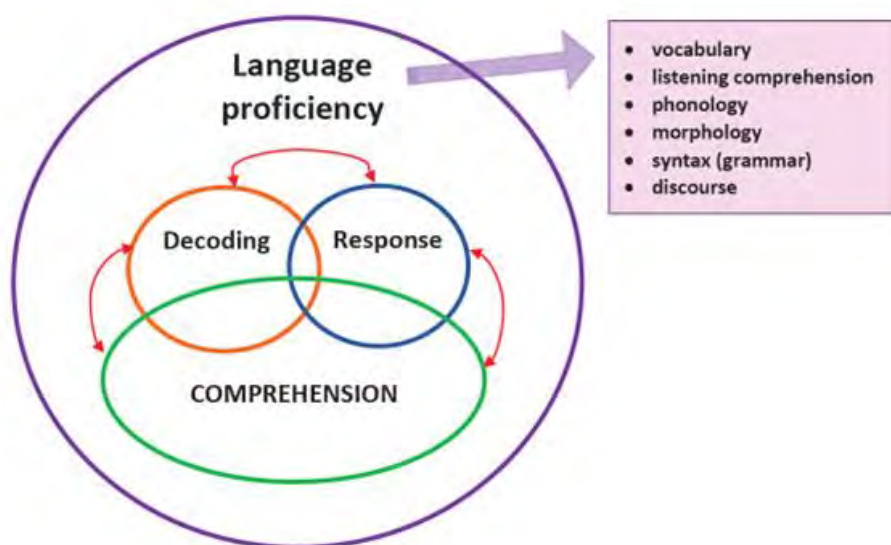 Language
proficiency
Decoding
Response
COMPREHENSION
• vocabulary
• listening comprehension
• phonology
• morphology
• syntax (grammar)
• discourse